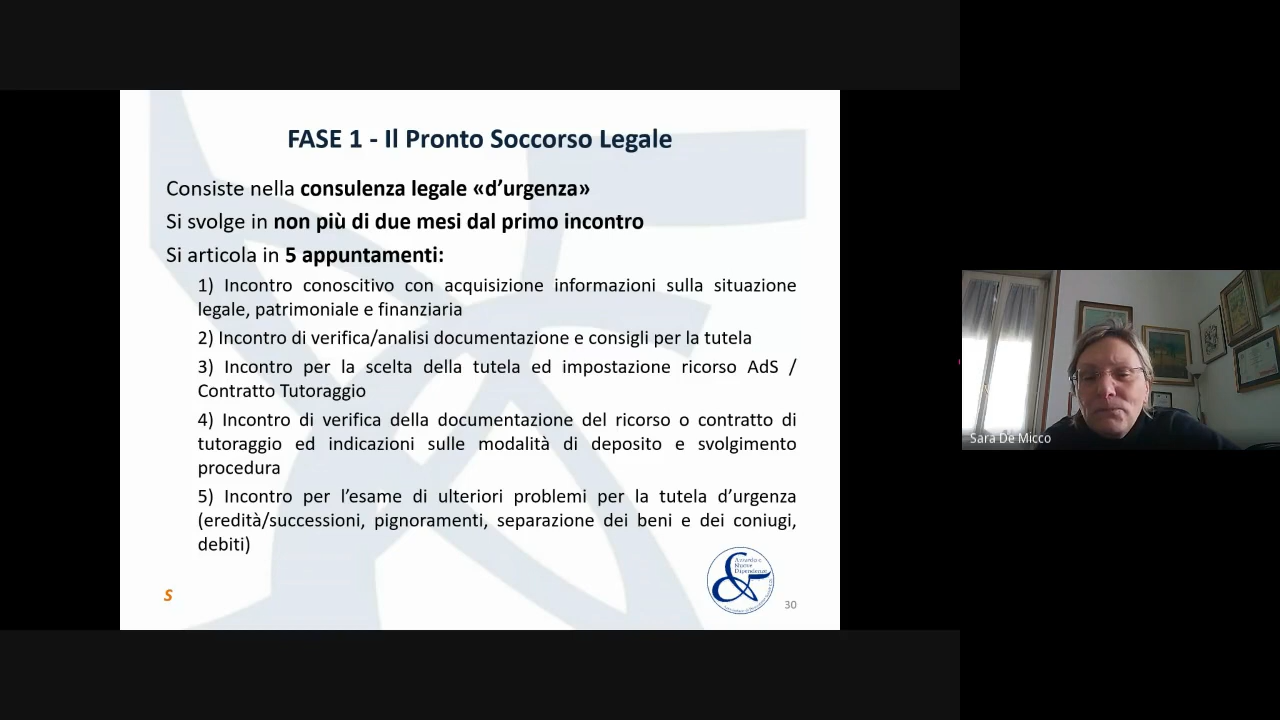 FASE 1 - Il Pronto Soccorso Legale
Consiste nella consulenza legale «d’urgenza»
Si svolge in non più di due mesi dal primo incontro
Si articola in 5 appuntamenti:
1) Incontro conoscitivo con acquisizione informazioni sulla situazione
legale, patrimoniale e finanziaria
2) Incontro di verifica/analisi documentazione e consigli per la tutela
3) Incontro per la scelta della tutela ed impostazione ricorso AdS /
Contratto Tutoraggio
4) Incontro di verifica della documentazione del ricorso o contratto di
tutoraggio ed indicazioni sulle modalità di deposito e svolgimento
procedura
5) Incontro per l’esame di ulteriori problemi per la tutela d’urgenza
(eredità/successioni, pignoramenti, separazione dei beni e dei coniugi,
debiti)
Azzardo e
Nuove
Dipendenze
S
30
Sara De Micco